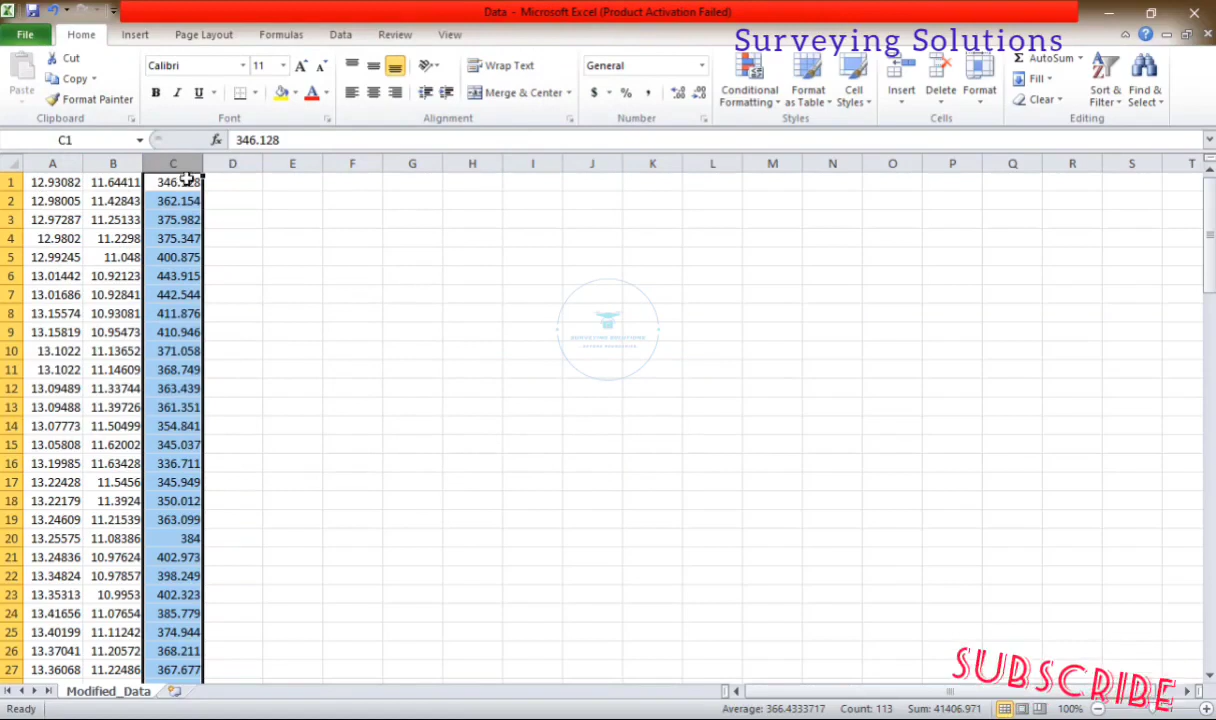 Data - Microsoft Excel (Product Activation Failed)
File Home Insert Page Layout Formulas Data Review View
Surveying Solutions
Paste
Cut
Copy
Format Painter
Clipboard
Calibri 11
B I U
Font
Wrap Text
Merge & Center
Alignment
General
$ % ,
Number
Conditional Formatting
Format as Table
Cell Styles
Styles
Insert Delete Format
Cells
AutoSum
Fill
Clear
Sort & Filter
Find & Select
Editing
C1 fx 346.128
A B C D E F G H I J K L M N O P Q R S T
1 12.93082 11.64411 346.128
2 12.98005 11.42843 362.154
3 12.97287 11.25133 375.982
4 12.9802 11.2298 375.347
5 12.99245 11.048 400.875
6 13.01442 10.92123 443.915
7 13.01686 10.92841 442.544
8 13.15574 10.93081 411.876
9 13.15819 10.95473 410.946
10 13.1022 11.13652 371.058
11 13.1022 11.14609 368.749
12 13.09489 11.33744 363.439
13 13.09488 11.39726 361.351
14 13.07773 11.50499 354.841
15 13.05808 11.62002 345.037
16 13.19985 11.63428 336.711
17 13.22428 11.5456 345.949
18 13.22179 11.3924 350.012
19 13.24609 11.21539 363.099
20 13.25575 11.08386 384
21 13.24836 10.97624 402.973
22 13.34824 10.97857 398.249
23 13.35313 10.9953 402.323
24 13.41656 11.07654 385.779
25 13.40199 11.11242 374.944
26 13.37041 11.20572 368.211
27 13.36068 11.22486 367.677
SURVEYING SOLUTIONS
SUBSCRIBE
Modified_Data
Ready
Average: 366.4333717 Count: 113 Sum: 41406.971
100%